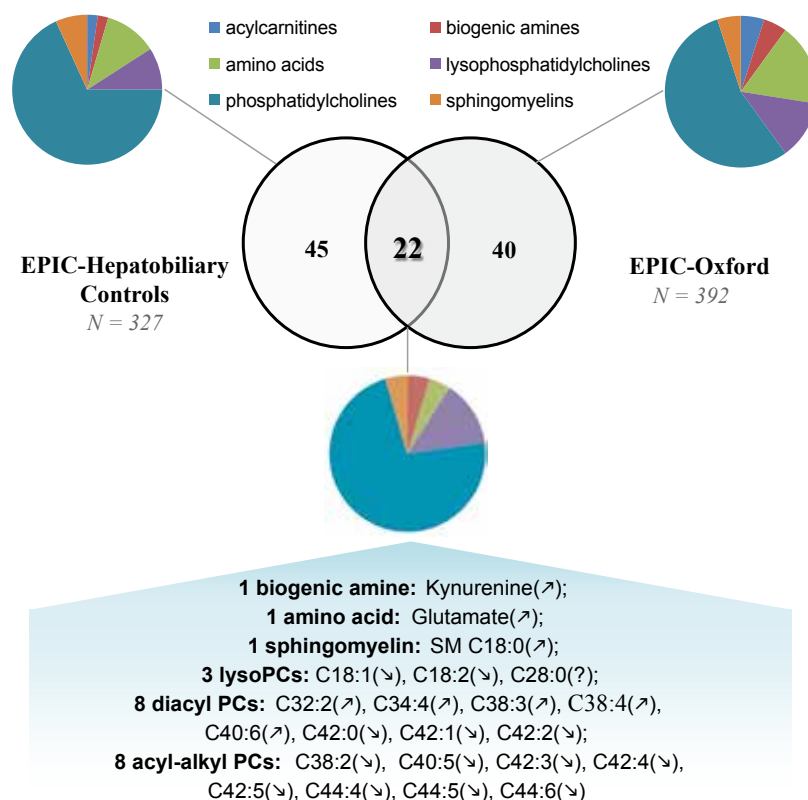 acylcarnitines
biogenic amines
amino acids
lysophosphatidylcholines
phosphatidylcholines
sphingomyelins
45
22
40
EPIC-Hepatobiliary
Controls
N = 327
EPIC-Oxford
N = 392
1 biogenic amine: Kynurenine(↗);
1 amino acid: Glutamate(↗);
1 sphingomyelin: SM C18:0(↗);
3 lysoPCs: C18:1(↘), C18:2(↘), C28:0(?);
8 diacyl PCs: C32:2(↗), C34:4(↗), C38:3(↗), C38:4(↗),
C40:6(↗), C42:0(↘), C42:1(↘), C42:2(↘);
8 acyl-alkyl PCs: C38:2(↘), C40:5(↘), C42:3(↘), C42:4(↘),
C42:5(↘), C44:4(↘), C44:5(↘), C44:6(↘)